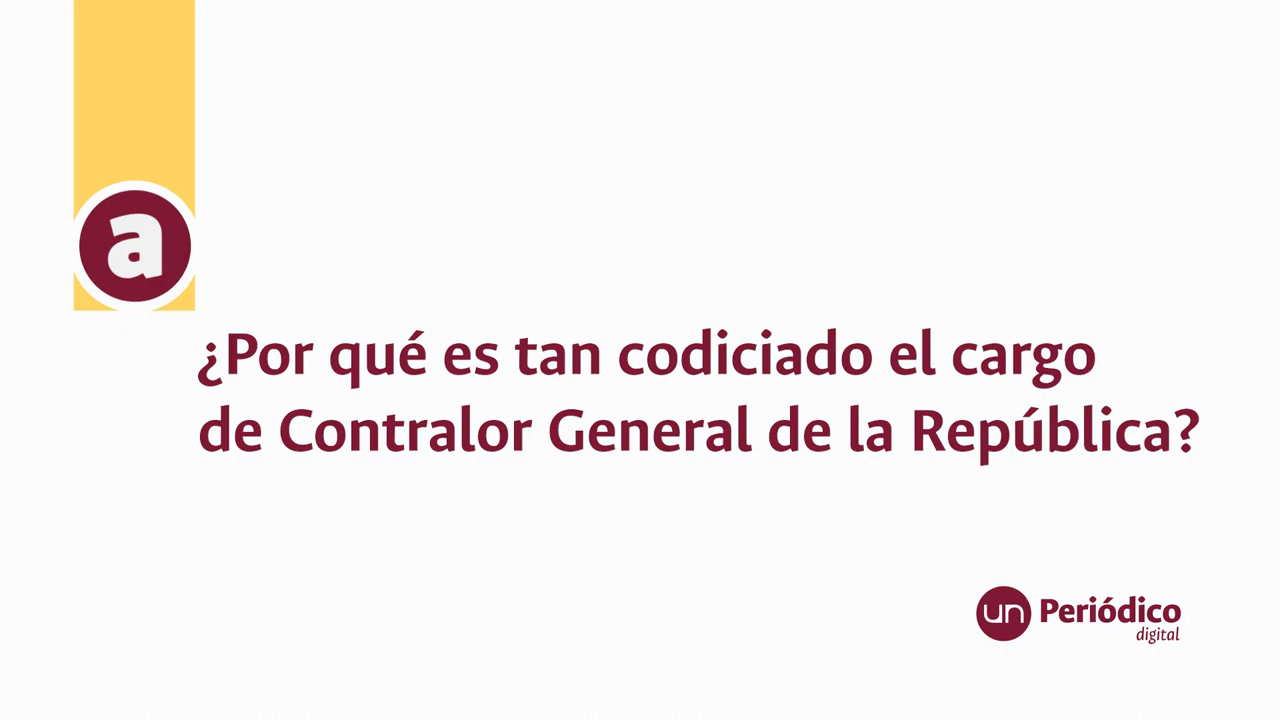 a
¿Por qué es tan codiciado el cargo
de Contralor General de la República?
un Periódico
digital